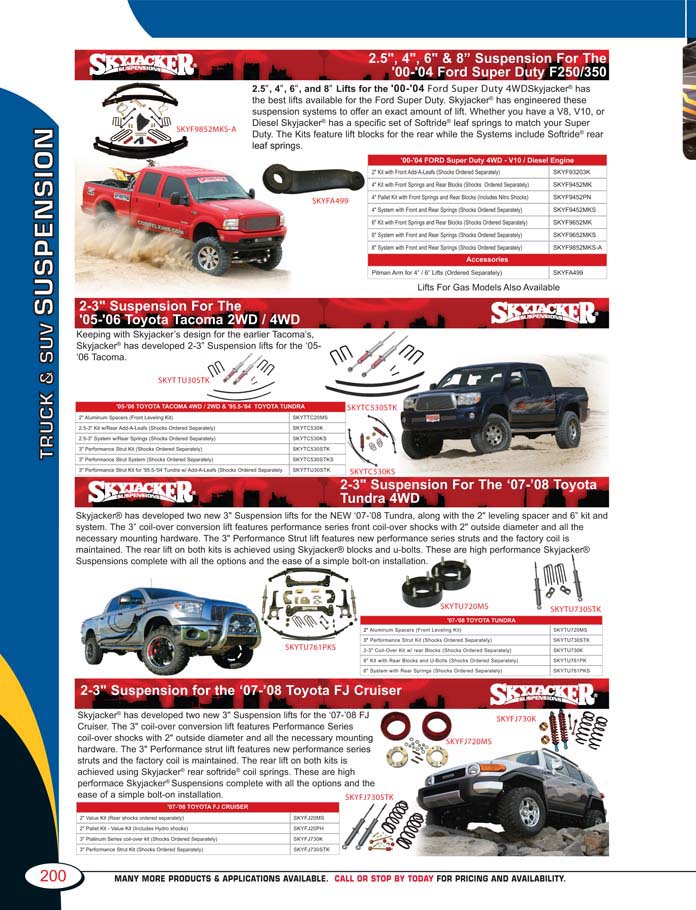 TRUCK & SUV SUSPENSION
SKYJACKER®
SUSPENSIONS
2.5", 4", 6" & 8” Suspension For The
'00-'04 Ford Super Duty F250/350
2.5", 4", 6", and 8" Lifts for the '00-'04 Ford Super Duty 4WDSkyjacker® has
the best lifts available for the Ford Super Duty. Skyjacker® has engineered these
suspension systems to offer an exact amount of lift. Whether you have a V8, V10, or
Diesel Skyjacker® has a specific set of Softride® leaf springs to match your Super
Duty. The Kits feature lift blocks for the rear while the Systems include Softride® rear
leaf springs.
SKYF9852MKS-A
SKYFA499
'00-'04 FORD Super Duty 4WD - V10 / Diesel Engine
2" Kit with Front Add-A-Leafs (Shocks Ordered Separately) SKYF93203K
4" Kit with Front Springs and Rear Blocks (Shocks Ordered Separately) SKYF9452MK
4" Pallet Kit with Front Springs and Rear Blocks (Includes Nitro Shocks) SKYF9452PN
4" System with Front and Rear Springs (Shocks Ordered Separately) SKYF9452MKS
6" Kit with Front Springs and Rear Blocks (Shocks Ordered Separately) SKYF9652MK
6" System with Front and Rear Springs (Shocks Ordered Separately) SKYF9652MKS
8" System with Front and Rear Springs (Shocks Ordered Separately) SKYF9852MKS-A
Accessories
Pitman Arm for 4" / 6" Lifts (Ordered Separately) SKYFA499
Lifts For Gas Models Also Available
2-3" Suspension For The
'05-'06 Toyota Tacoma 2WD / 4WD
SKYJACKER®
SUSPENSIONS
Keeping with Skyjacker’s design for the earlier Tacoma’s,
Skyjacker® has developed 2-3” Suspension lifts for the ‘05-
‘06 Tacoma.
SKYTTU30STK
SKYTC530STK
SKYTC530KS
'05-'06 TOYOTA TACOMA 4WD / 2WD & '95.5-'04 TOYOTA TUNDRA
2" Aluminum Spacers (Front Leveling Kit) SKYTTC20MS
2.5-3" Kit w/Rear Add-A-Leafs (Shocks Ordered Separately) SKYTC530K
2.5-3" System w/Rear Springs (Shocks Ordered Separately) SKYTC530KS
3" Performance Strut Kit (Shocks Ordered Separately) SKYTC530STK
3" Performance Strut System (Shocks Ordered Separately) SKYTC530STKS
3" Performance Strut Kit for '99.5-'04 Tundra w/ Add-A-Leafs (Shocks Ordered Separately SKYTTU30STK
SKYJACKER®
SUSPENSIONS
2-3" Suspension For The ‘07-’08 Toyota
Tundra 4WD
Skyjacker® has developed two new 3" Suspension lifts for the NEW ‘07-’08 Tundra, along with the 2" leveling spacer and 6” kit and
system. The 3” coil-over conversion lift features performance series front coil-over shocks with 2" outside diameter and all the
necessary mounting hardware. The 3" Performance Strut lift features new performance series struts and the factory coil is
maintained. The rear lift on both kits is achieved using Skyjacker® blocks and u-bolts. These are high performance Skyjacker®
Suspensions complete with all the options and the ease of a simple bolt-on installation.
SKYTU761PKS
SKYTU720MS
SKYTU730STK
'07-'08 TOYOTA TUNDRA
2" Aluminum Spacers (Front Leveling Kit) SKYTU720MS
3" Performance Strut Kit (Shocks Ordered Separately) SKYTU730STK
2-3" Coil-Over Kit w/ rear Blocks (Shocks Ordered Separately) SKYTU730K
6" Kit with Rear Blocks and U-Bolts (Shocks Ordered Separately) SKYTU761PK
6" System with Rear Springs (Shocks Ordered Separately) SKYTU761PKS
2-3" Suspension for the ‘07-’08 Toyota FJ Cruiser
SKYJACKER®
SUSPENSIONS
Skyjacker® has developed two new 3" Suspension lifts for the ‘07-’08 FJ
Cruiser. The 3" coil-over conversion lift features Performance Series
coil-over shocks with 2" outside diameter and all the necessary mounting
hardware. The 3" Performance strut lift features new performance series
struts and the factory coil is maintained. The rear lift on both kits is
achieved using Skyjacker® rear softride® coil springs. These are high
performace Skyjacker® Suspensions complete with all the options and the
ease of a simple bolt-on installation.
SKYFJ720MS
SKYFJ730K
SKYFJ730STK
'07-'08 TOYOTA FJ CRUISER
2" Value Kit (Rear shocks ordered separately) SKYFJ20MS
2" Pallet Kit - Value Kit (Includes Hydro shocks) SKYFJ20PH
3" Platinum Series coil-over kit (Shocks Ordered Separately) SKYFJ730K
3" Performance Strut Kit (Shocks Ordered Separately) SKYFJ730STK
200
MANY MORE PRODUCTS & APPLICATIONS AVAILABLE. CALL OR STOP BY TODAY FOR PRICING AND AVAILABILITY.